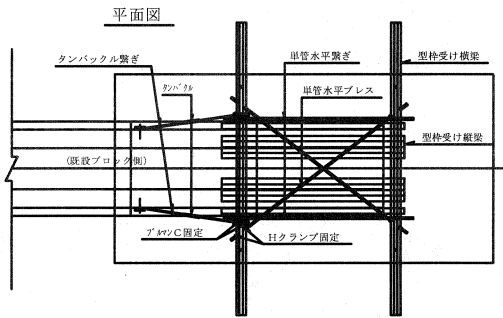 平面図
タンバックル繋ぎ
単管水平繋ぎ
型枠受け横梁
ﾀﾝﾊﾞｸﾙ
単管水平ブレス
型枠受け縦梁
(既設ブロック側)
ﾌﾞﾙﾏﾝC固定
Hクランプ固定